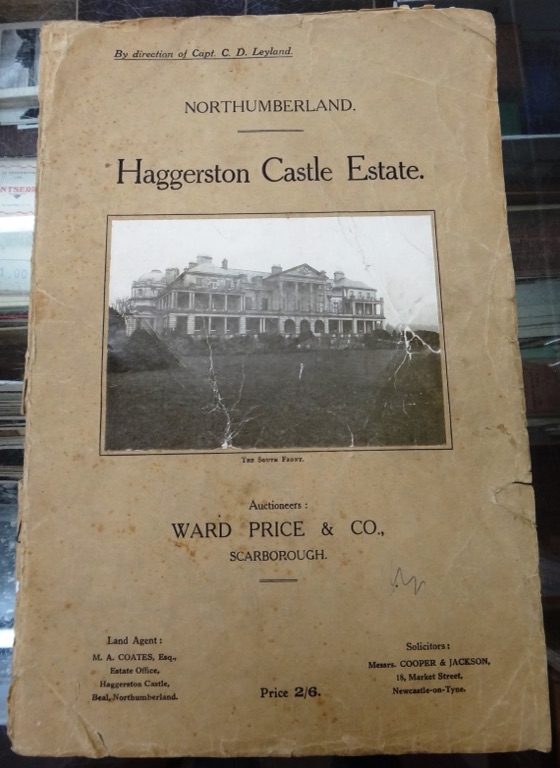 By direction of Capt. C. D. Leyland.
NORTHUMBERLAND.
Haggerston Castle Estate.
THE SOUTH FRONT.
Auctioneers:
WARD PRICE & CO.,
SCARBOROUGH.
Land Agent:
M. A. COATES, Esq.,
Estate Office,
Haggerston Castle,
Beal, Northumberland.
Price 2/6.
Solicitors:
Messrs. COOPER & JACKSON,
18, Market Street,
Newcastle-on-Tyne.